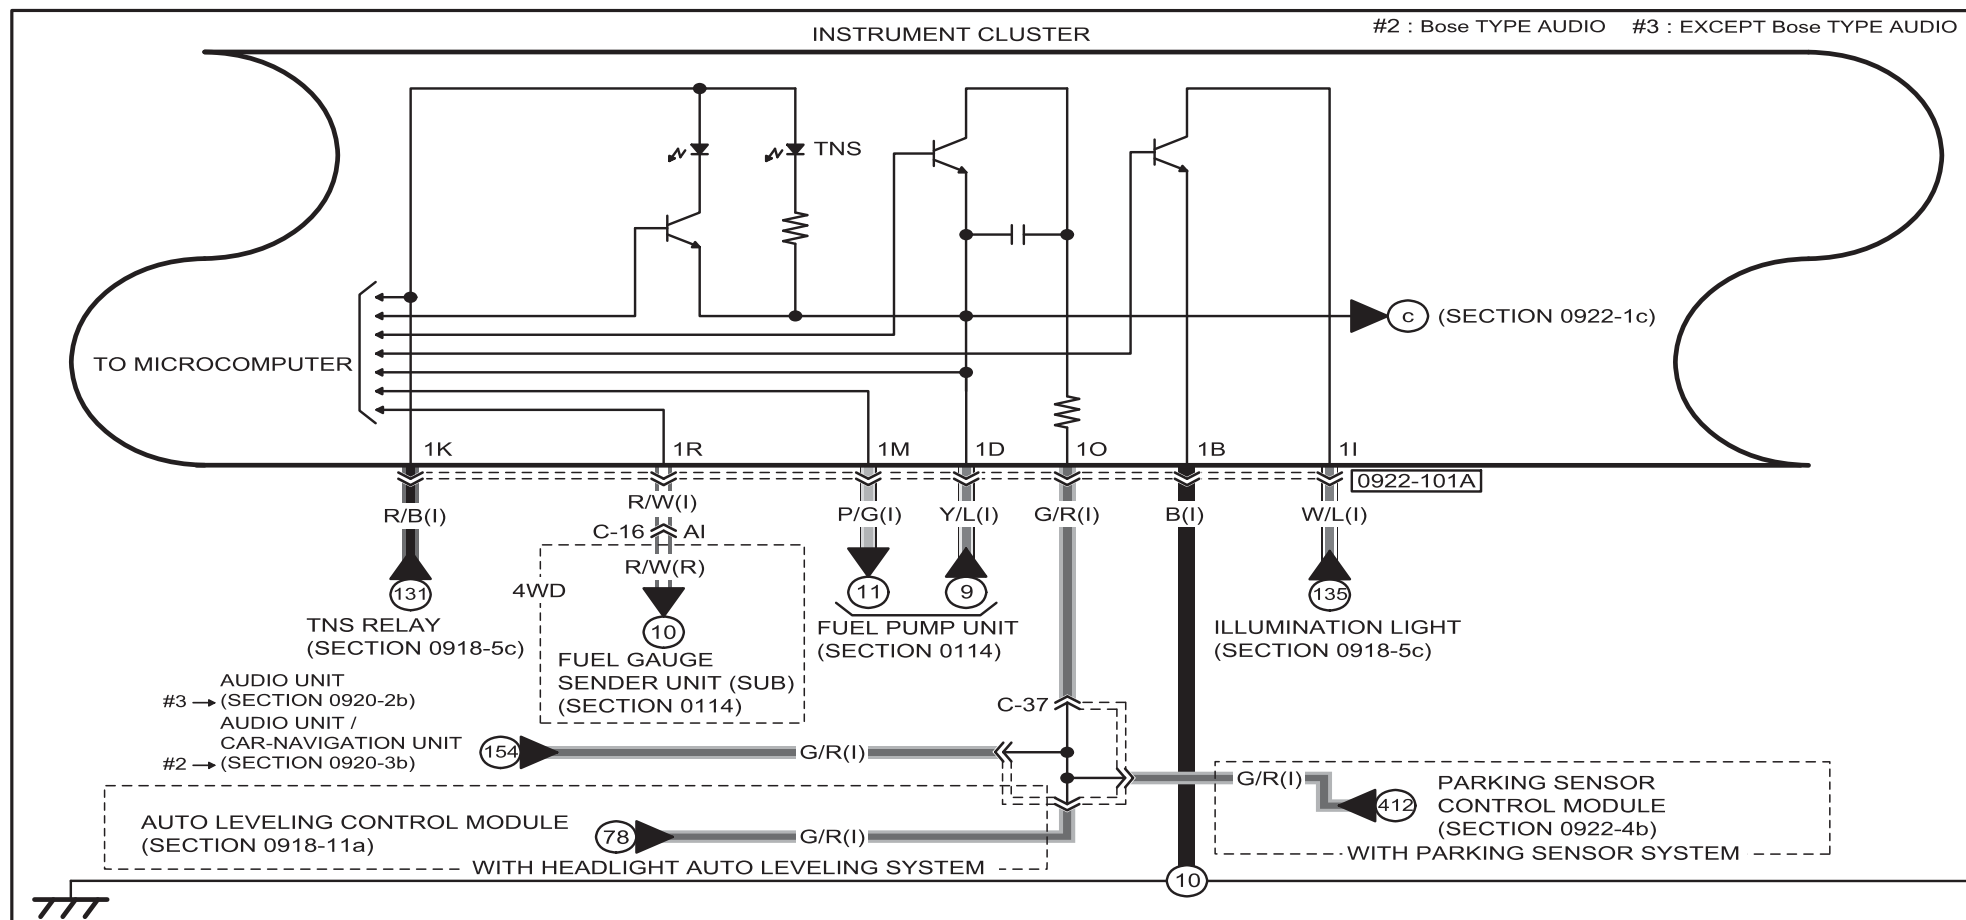 INSTRUMENT CLUSTER
#2 : Bose TYPE AUDIO #3 : EXCEPT Bose TYPE AUDIO
TNS
c (SECTION 0922-1c)
TO MICROCOMPUTER
1K 1R 1M 1D 1O 1B 1I
0922-101A
R/B(I) R/W(I) P/G(I) Y/L(I) G/R(I) B(I) W/L(I)
C-16 AI
R/W(R)
4WD
131
TNS RELAY
(SECTION 0918-5c)
10
FUEL GAUGE
SENDER UNIT (SUB)
(SECTION 0114)
11 9
FUEL PUMP UNIT
(SECTION 0114)
135
ILLUMINATION LIGHT
(SECTION 0918-5c)
AUDIO UNIT
#3 → (SECTION 0920-2b)
AUDIO UNIT /
CAR-NAVIGATION UNIT
#2 → (SECTION 0920-3b)
154
G/R(I)
C-37
G/R(I)
412
PARKING SENSOR
CONTROL MODULE
(SECTION 0922-4b)
WITH PARKING SENSOR SYSTEM
AUTO LEVELING CONTROL MODULE
(SECTION 0918-11a)
78
G/R(I)
WITH HEADLIGHT AUTO LEVELING SYSTEM
10